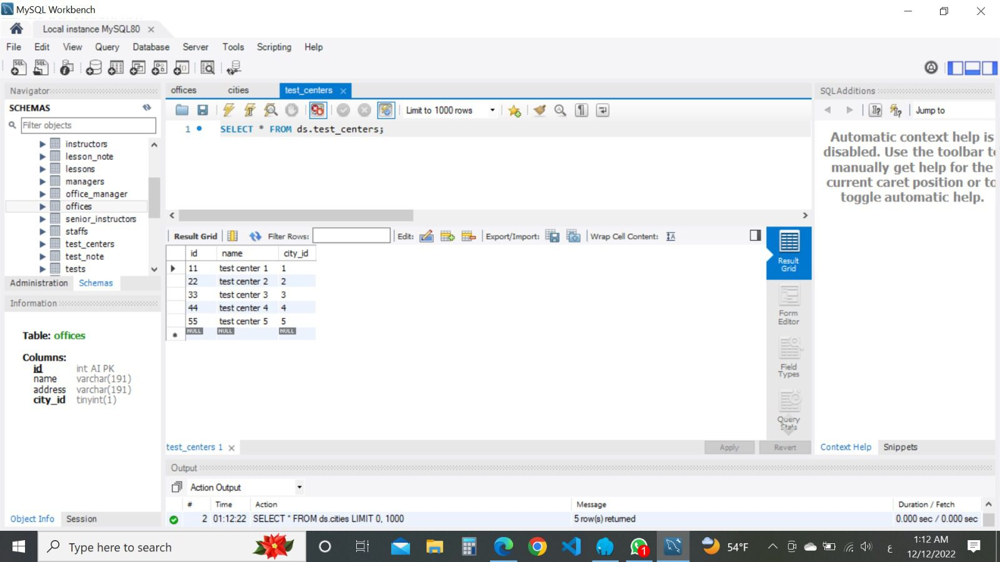 MySQL Workbench
Local instance MySQL80
File Edit View Query Database Server Tools Scripting Help
Navigator
SCHEMAS
Filter objects
instructors
lesson_note
lessons
managers
office_manager
offices
senior_instructors
staffs
test_centers
test_note
tests
Administration Schemas
Information
Table: offices
Columns:
id int AI PK
name varchar(191)
address varchar(191)
city_id tinyint(1)
Object Info Session
offices cities test_centers
Limit to 1000 rows
1 SELECT * FROM ds.test_centers;
Result Grid Filter Rows: Edit: Export/Import: Wrap Cell Content:
id name city_id
11 test center 1 1
22 test center 2 2
33 test center 3 3
44 test center 4 4
55 test center 5 5
NULL NULL NULL
Result
Grid
Form
Editor
Field
Types
Query
Stats
test_centers 1
Apply Revert
SQLAdditions
Jump to
Automatic context help is
disabled. Use the toolbar to
manually get help for the
current caret position or to
toggle automatic help.
Context Help Snippets
Output
Action Output
# Time Action Message Duration / Fetch
2 01:12:22 SELECT * FROM ds.cities LIMIT 0, 1000 5 row(s) returned 0.000 sec / 0.000 sec
Type here to search
1
54°F
ع
1:12 AM
12/12/2022